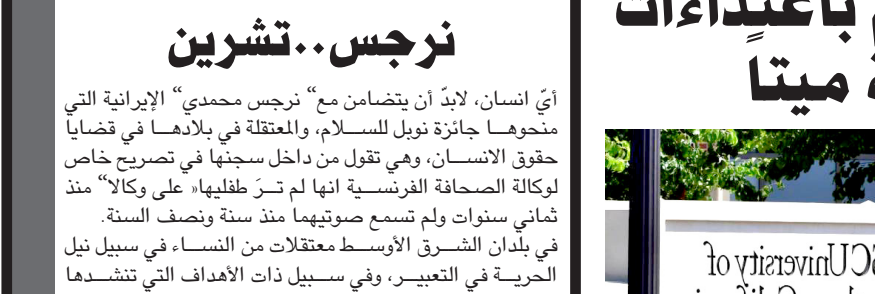 نرجس..تشرين
أيّ انسان، لابدّ أن يتضامن مع“ نرجس محمدي“ الإيرانية التي
منحوهـا جائزة نوبل للسـلام، والمعتقلة في بلادهـا في قضايا
حقوق الانسـان، وهي تقول من داخل سجنها في تصريح خاص
لوكالة الصحافة الفرنسـية انها لم تـرَ طفليها» على وكالا“ منذ
ثماني سنوات ولم تسمع صوتيهما منذ سنة ونصف السنة.
في بلدان الشـرق الأوسـط معتقلات من النسـاء في سبيل نيل
الحريـة في التعبيـر، وفي سـبيل ذات الأهداف التي تنشـدها
باعتداءات
ميتا
University of